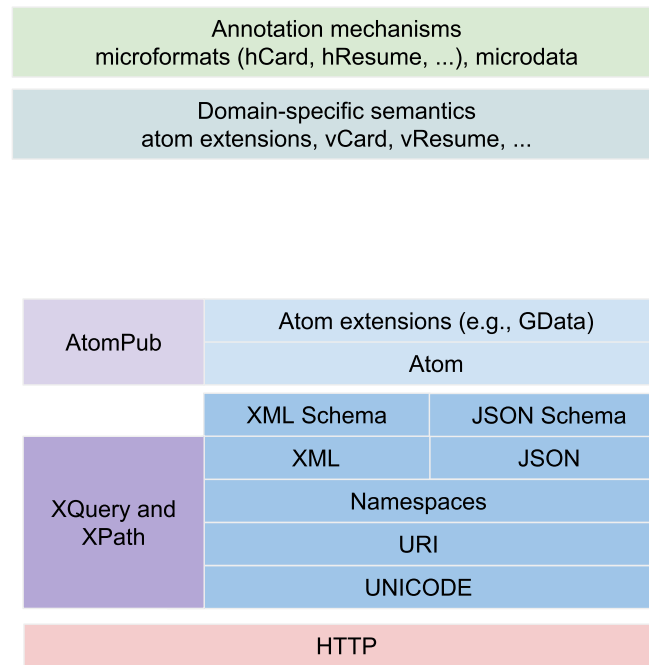 Annotation mechanisms
microformats (hCard, hResume, ...), microdata
Domain-specific semantics
atom extensions, vCard, vResume, ...
AtomPub
Atom extensions (e.g., GData)
Atom
XML Schema
JSON Schema
XQuery and
XPath
XML
JSON
Namespaces
URI
UNICODE
HTTP